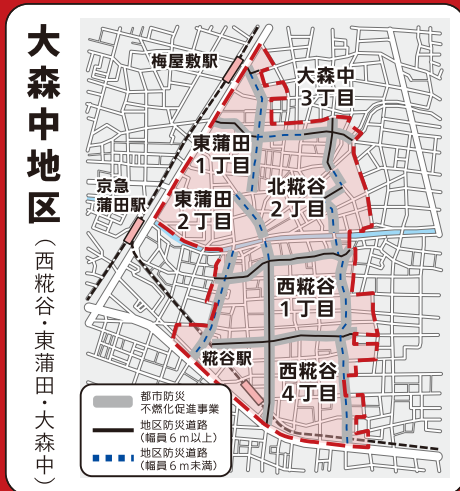 大森中地区
（西糀谷・東蒲田・大森中）
梅屋敷駅
大森中
3丁目
東蒲田
1丁目
京急
蒲田駅
東蒲田
2丁目
北糀谷
2丁目
西糀谷
1丁目
糀谷駅
西糀谷
4丁目
都市防災
不燃化促進事業
地区防災道路
（幅員6m以上）
地区防災道路
（幅員6m未満）